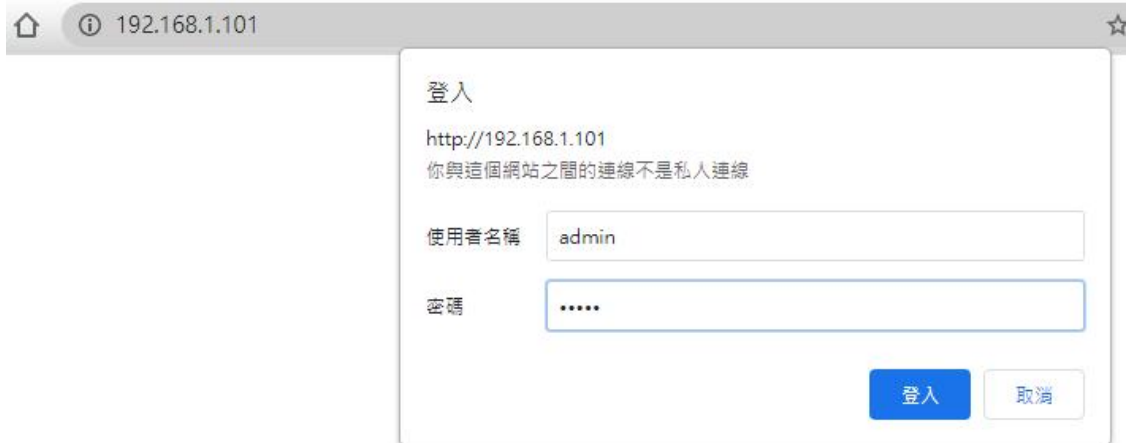 192.168.1.101
登入
http://192.168.1.101
你與這個網站之間的連線不是私人連線
使用者名稱 admin
密碼 •••••
登入 取消